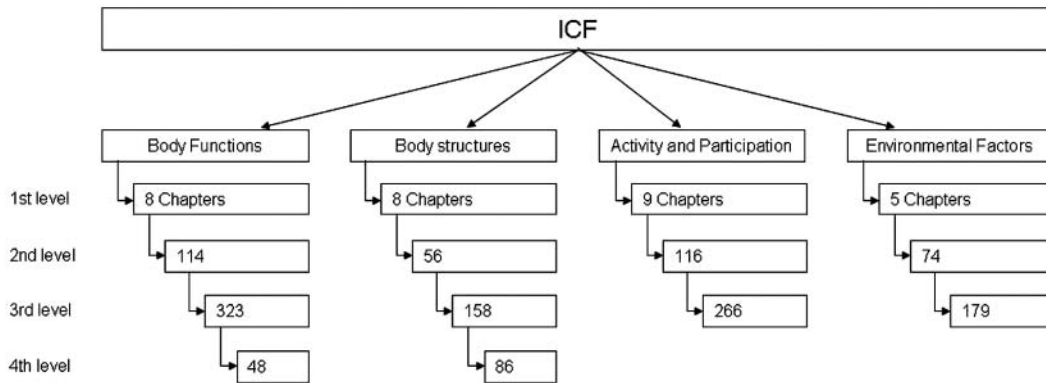 ICF
Body Functions
Body structures
Activity and Participation
Environmental Factors
1st level
8 Chapters
8 Chapters
9 Chapters
5 Chapters
2nd level
114
56
116
74
3rd level
323
158
266
179
4th level
48
86